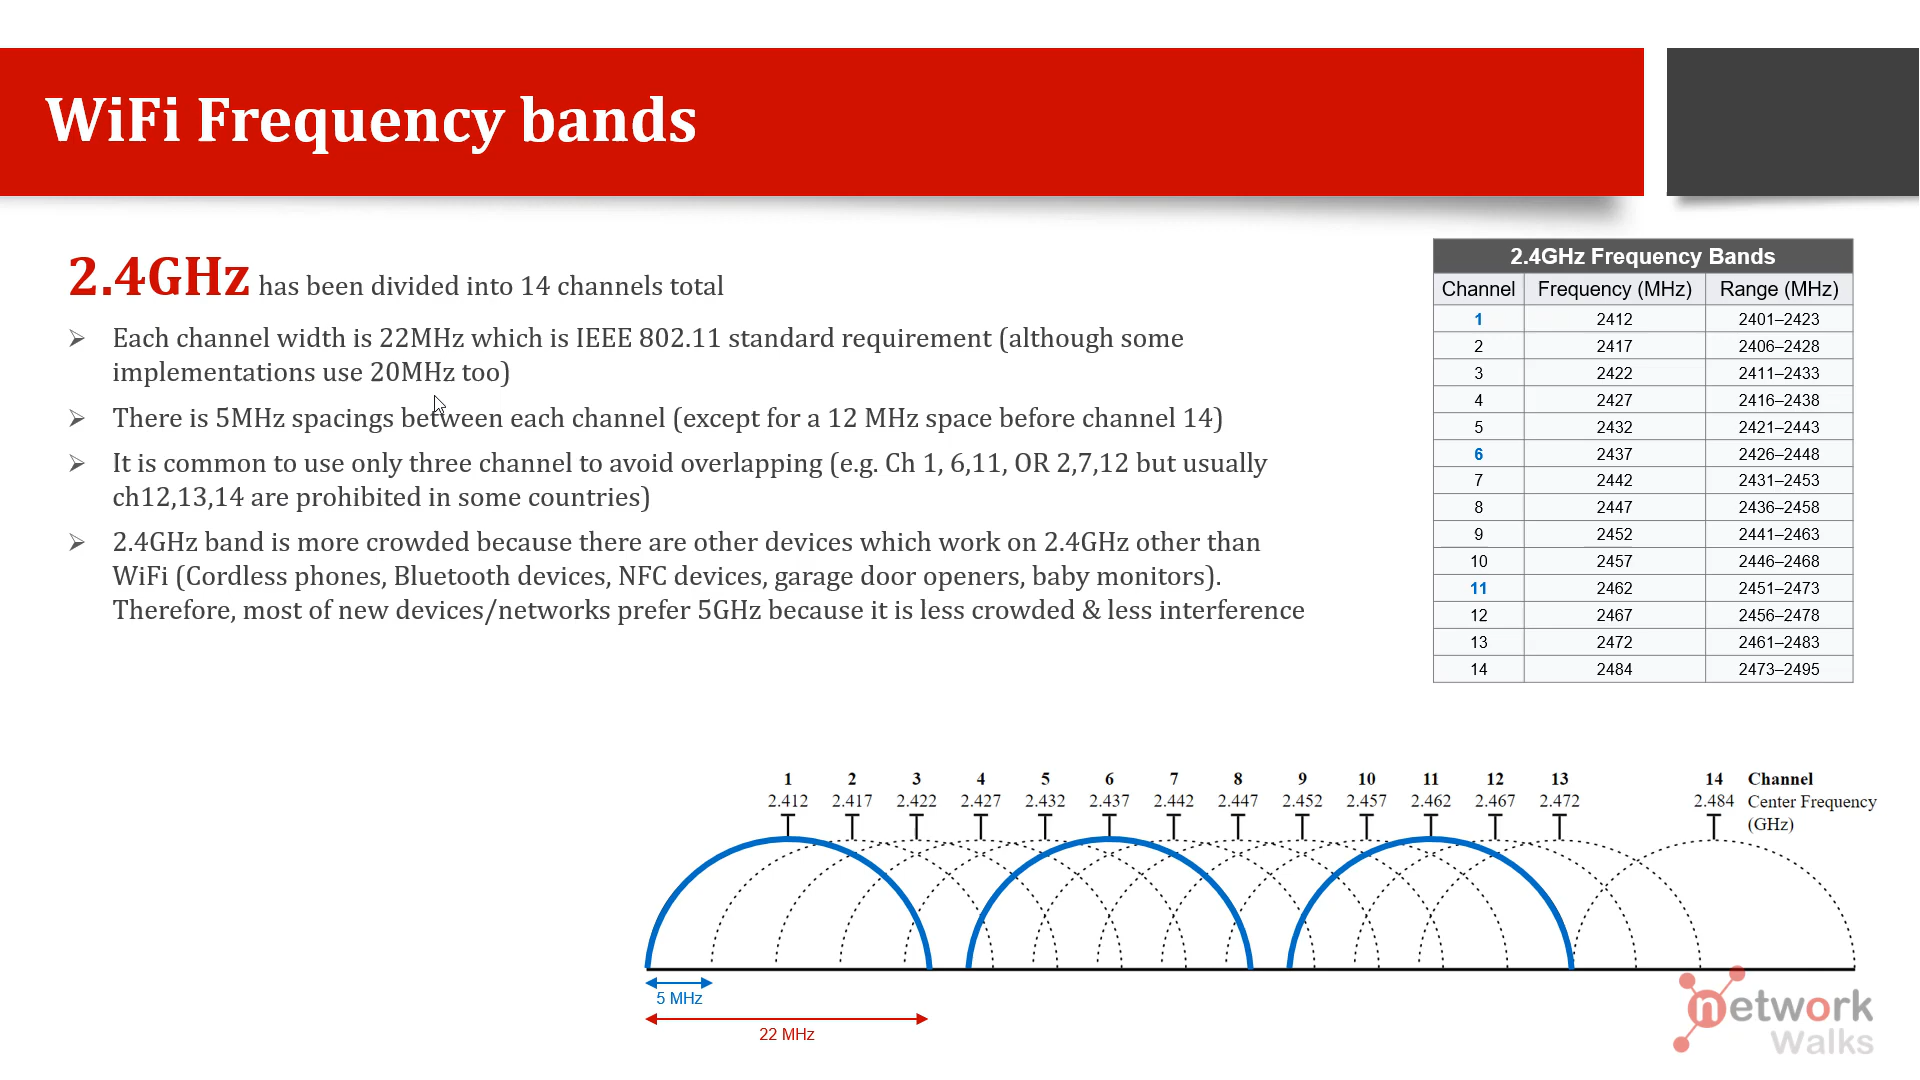 WiFi Frequency bands
2.4GHz has been divided into 14 channels total
Each channel width is 22MHz which is IEEE 802.11 standard requirement (although some
implementations use 20MHz too)
There is 5MHz spacings between each channel (except for a 12 MHz space before channel 14)
It is common to use only three channel to avoid overlapping (e.g. Ch 1, 6,11, OR 2,7,12 but usually
ch12,13,14 are prohibited in some countries)
2.4GHz band is more crowded because there are other devices which work on 2.4GHz other than
WiFi (Cordless phones, Bluetooth devices, NFC devices, garage door openers, baby monitors).
Therefore, most of new devices/networks prefer 5GHz because it is less crowded & less interference
2.4GHz Frequency Bands
Channel Frequency (MHz) Range (MHz)
1 2412 2401–2423
2 2417 2406–2428
3 2422 2411–2433
4 2427 2416–2438
5 2432 2421–2443
6 2437 2426–2448
7 2442 2431–2453
8 2447 2436–2458
9 2452 2441–2463
10 2457 2446–2468
11 2462 2451–2473
12 2467 2456–2478
13 2472 2461–2483
14 2484 2473–2495
1 2 3 4 5 6 7 8 9 10 11 12 13 14 Channel
2.412 2.417 2.422 2.427 2.432 2.437 2.442 2.447 2.452 2.457 2.462 2.467 2.472 2.484 Center Frequency
(GHz)
5 MHz
22 MHz
network
Walks